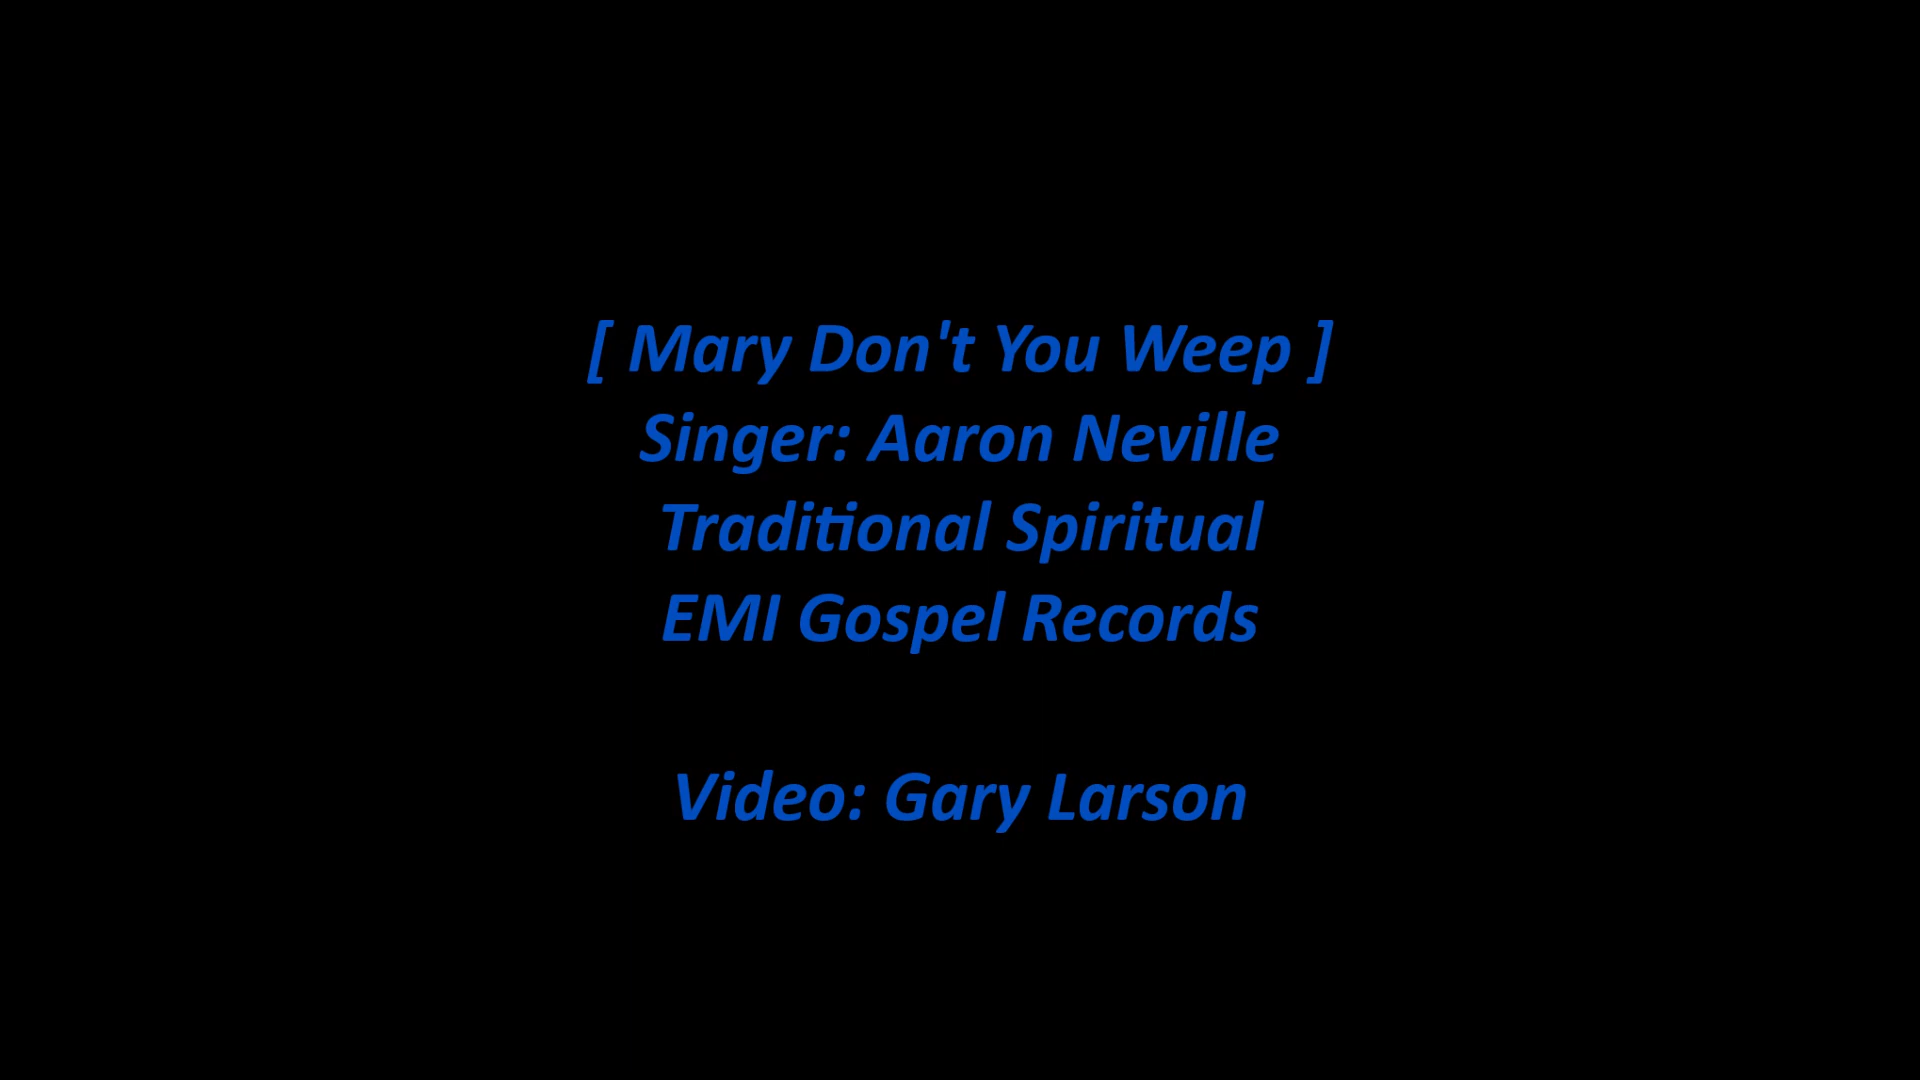 [ Mary Don't You Weep ]
Singer: Aaron Neville
Traditional Spiritual
EMI Gospel Records
Video: Gary Larson